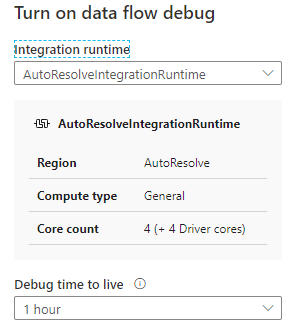 Turn on data flow debug
Integration runtime
AutoResolveIntegrationRuntime
AutoResolveIntegrationRuntime
Region AutoResolve
Compute type General
Core count 4 (+ 4 Driver cores)
Debug time to live
1 hour